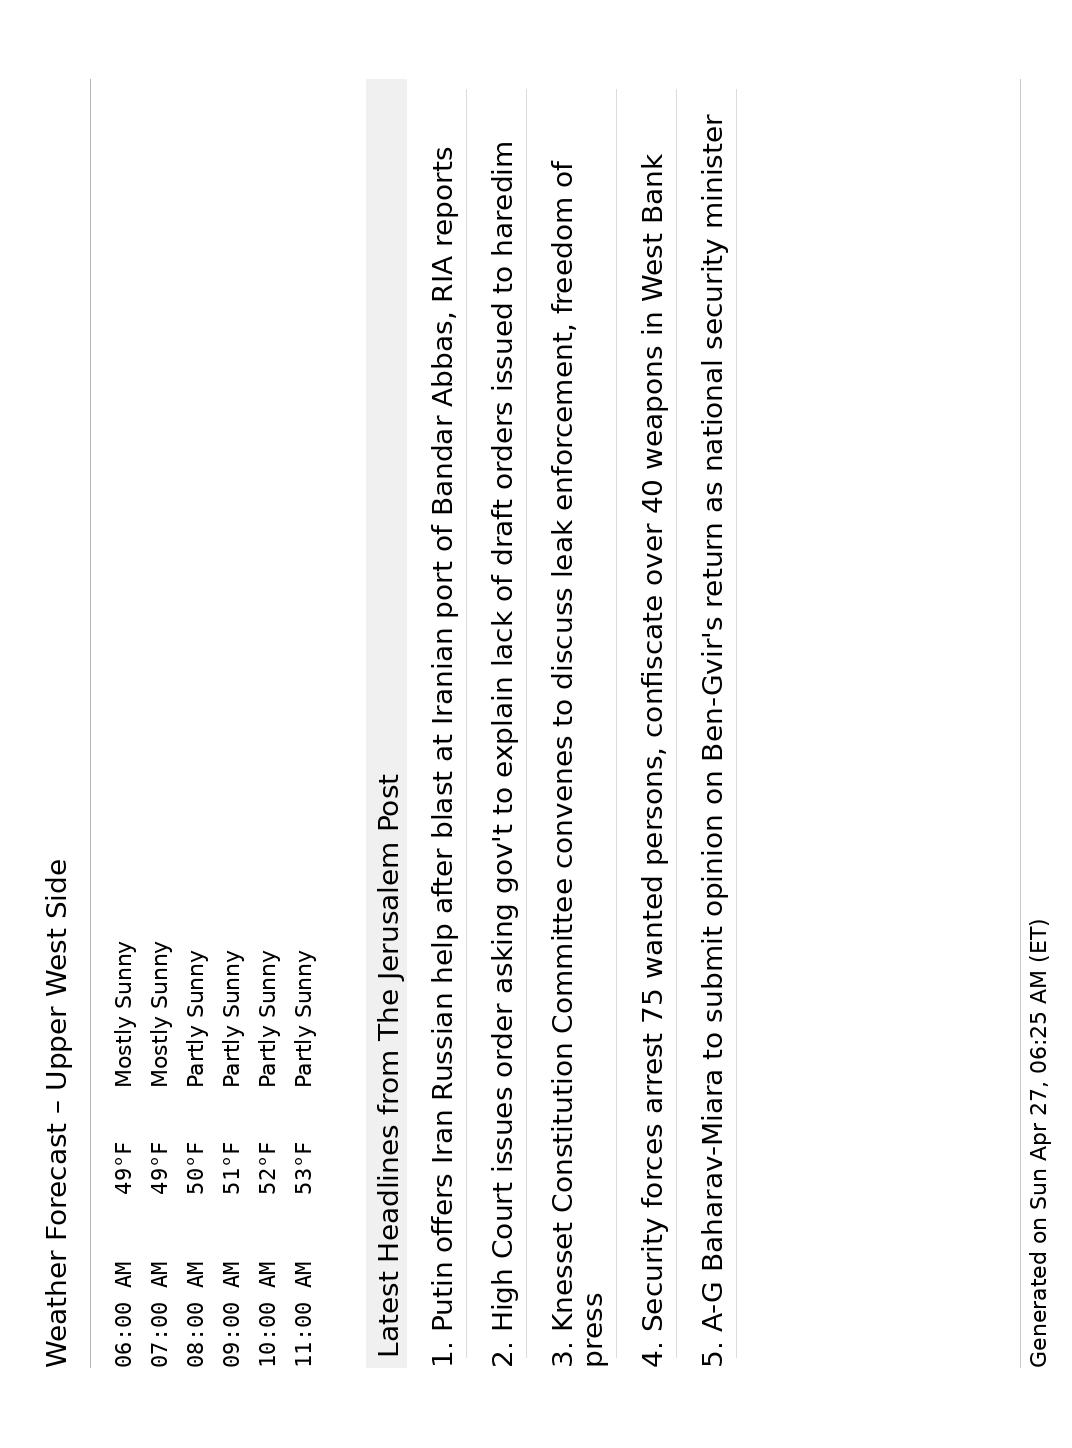 Weather Forecast – Upper West Side
06:00 AM 49°F Mostly Sunny
07:00 AM 49°F Mostly Sunny
08:00 AM 50°F Partly Sunny
09:00 AM 51°F Partly Sunny
10:00 AM 52°F Partly Sunny
11:00 AM 53°F Partly Sunny
Latest Headlines from The Jerusalem Post
1. Putin offers Iran Russian help after blast at Iranian port of Bandar Abbas, RIA reports
2. High Court issues order asking gov't to explain lack of draft orders issued to haredim
3. Knesset Constitution Committee convenes to discuss leak enforcement, freedom of
press
4. Security forces arrest 75 wanted persons, confiscate over 40 weapons in West Bank
5. A-G Baharav-Miara to submit opinion on Ben-Gvir's return as national security minister
Generated on Sun Apr 27, 06:25 AM (ET)